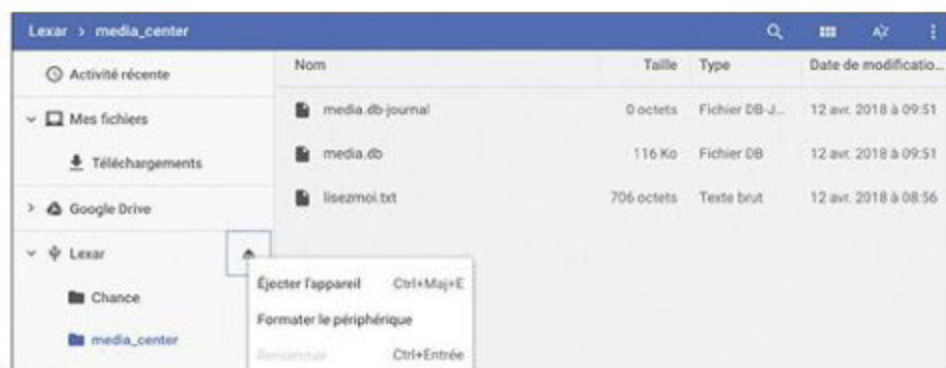 Lexar > media_center
Nom Taille Type Date de modificatio...
Activité récente
media.db-journal 0 octets Fichier DB-J... 12 avr. 2018 à 09:51
Mes fichiers
media.db 116 Ko Fichier DB 12 avr. 2018 à 09:51
Téléchargements
lisezmoi.txt 706 octets Texte brut 12 avr. 2018 à 08:56
Google Drive
Lexar
Éjecter l'appareil Ctrl+Maj+E
Chance
Formater le périphérique
media_center
Renommer Ctrl+Entrée